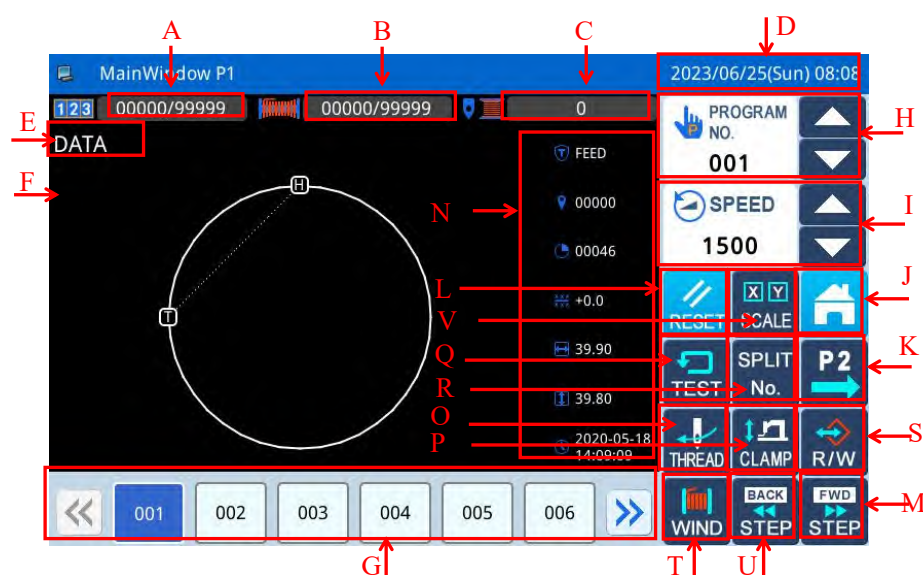 A B C D
MainWindow P1 2023/06/25(Sun) 08:08
123 00000/99999 00000/99999 0
E H
DATA
PROGRAM
NO.
001
F
T FEED
N 00000
00046
+0.0
39.90
39.80
2020-05-18
14:09:09
H
T
SPEED
1500
I
L J
V
RESET
X Y
SCALE
Q K
R
TEST
SPLIT
No.
P2
O S
P
THREAD
CLAMP
R/W
001 002 003 004 005 006
WIND
BACK
STEP
FWD
STEP
M
G T U